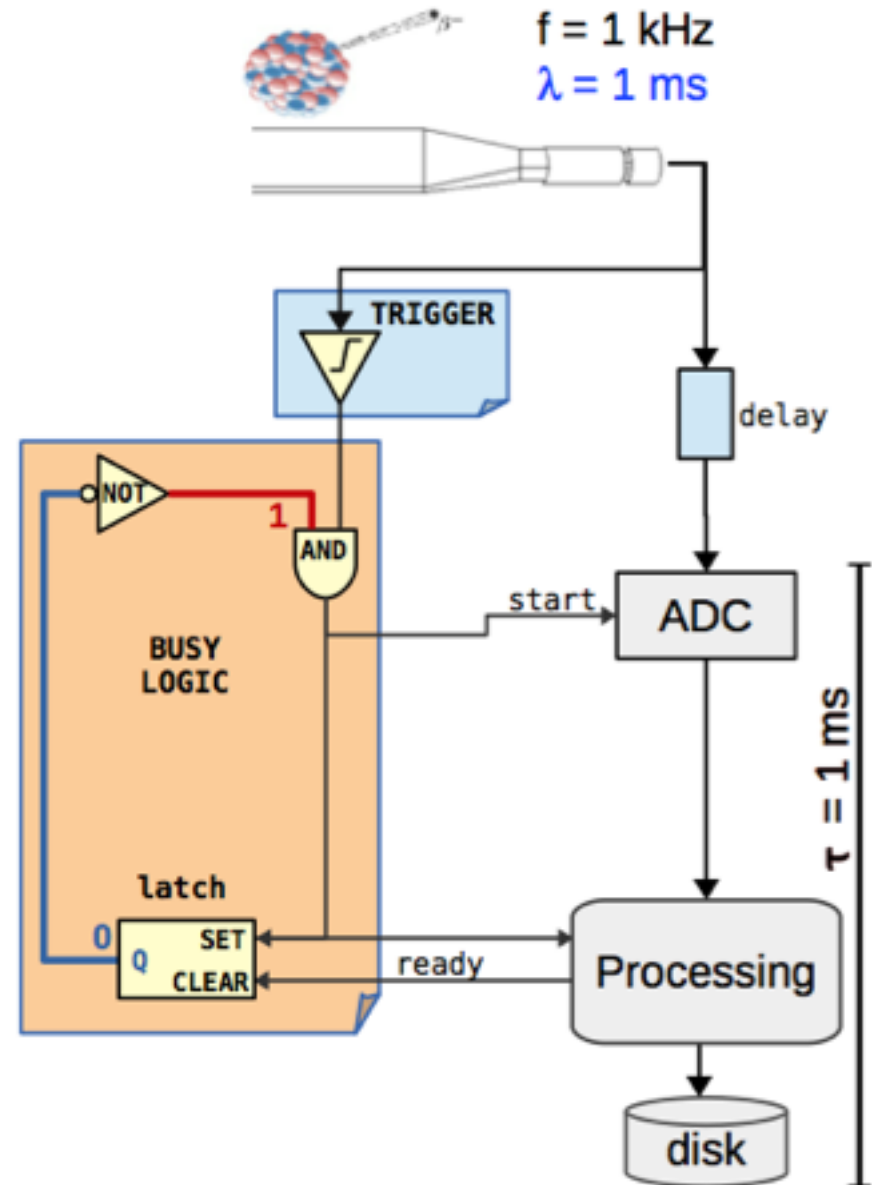 β-
f = 1 kHz
λ = 1 ms
TRIGGER
delay
NOT
1
AND
start
ADC
BUSY
LOGIC
τ = 1 ms
latch
0
Q
SET
CLEAR
ready
Processing
disk